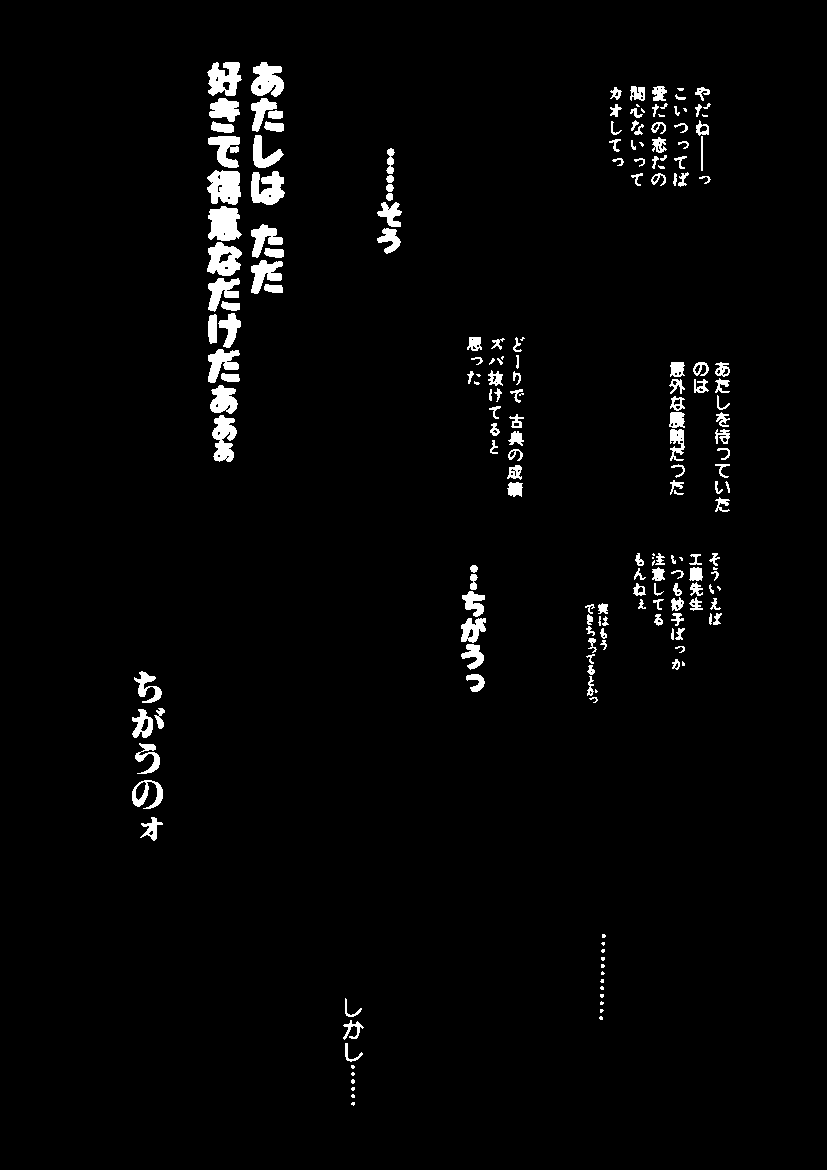 やだね──っ
こいつってば
愛だの恋だの
関心ないって
カオしてっ
あたしを待っていた
のは
意外な展開だった
そういえば
工藤先生
いつも妙子ばっか
注意してる
もんねぇ
実はもう
できちゃってるとかっ
どーりで 古典の成績
ズバ抜けてると
思った
…ちがうっ
……そう
あたしは ただ
好きで得意なだけだぁぁぁ
ちがうのォ
…………
しかし……